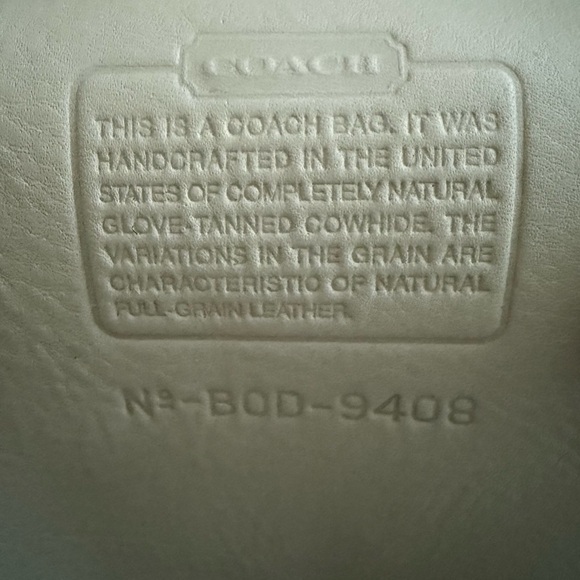 COACH
THIS IS A COACH BAG. IT WAS
HANDCRAFTED IN THE UNITED
STATES OF COMPLETELY NATURAL
GLOVE-TANNED COWHIDE. THE
VARIATIONS IN THE GRAIN ARE
CHARACTERISTIC OF NATURAL
FULL-GRAIN LEATHER.
Nº-BOD-9408